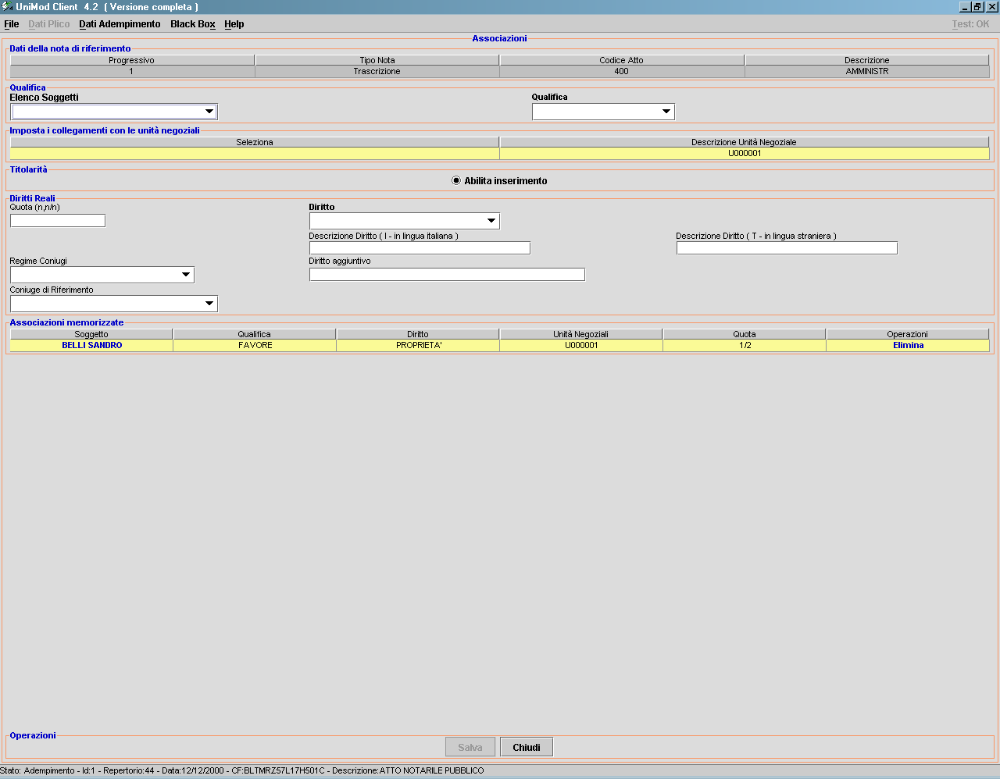 UniMod Client 4.2 ( Versione completa )
File Dati Plico Dati Adempimento Black Box Help Test: OK
Associazioni
Dati della nota di riferimento
Progressivo Tipo Nota Codice Atto Descrizione
1 Trascrizione 400 AMMINISTR
Qualifica
Elenco Soggetti Qualifica
Imposta i collegamenti con le unità negoziali
Seleziona Descrizione Unità Negoziale
U000001
Titolarità
Abilita inserimento
Diritti Reali
Quota (n,n/n) Diritto
Descrizione Diritto ( I - in lingua italiana ) Descrizione Diritto ( T - in lingua straniera )
Regime Coniugi Diritto aggiuntivo
Coniuge di Riferimento
Associazioni memorizzate
Soggetto Qualifica Diritto Unità Negoziali Quota Operazioni
BELLI SANDRO FAVORE PROPRIETA' U000001 1/2 Elimina
Operazioni
Salva Chiudi
Stato: Adempimento - Id:1 - Repertorio:44 - Data:12/12/2000 - CF:BLTMRZ57L17H501C - Descrizione:ATTO NOTARILE PUBBLICO